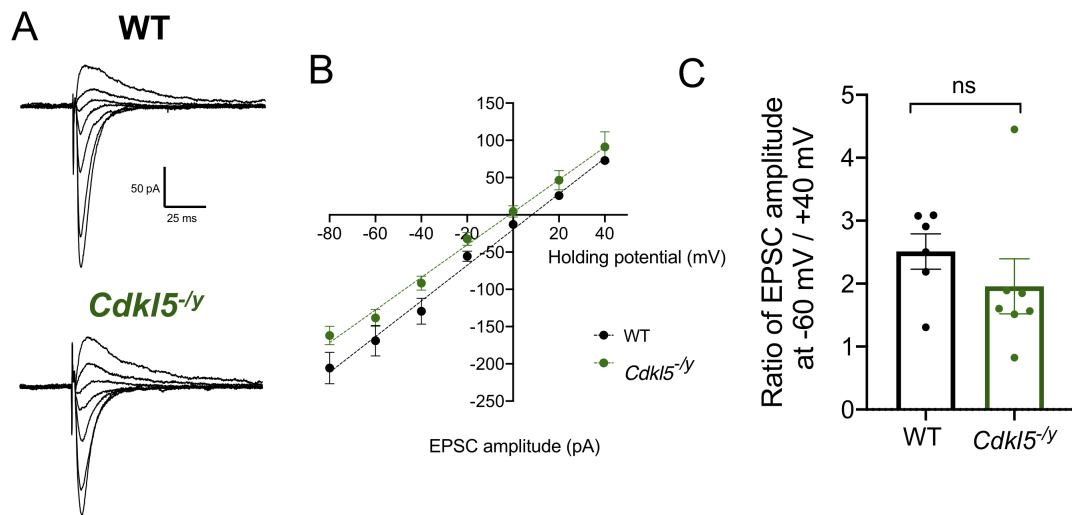 A
WT
50 pA
25 ms
Cdkl5-/y
B
150
100
50
-80 -60 -40 -20 0 20 40
-50
Holding potential (mV)
-100
-150
-200
-250
WT
Cdkl5-/y
EPSC amplitude (pA)
C
ns
Ratio of EPSC amplitude
at -60 mV / +40 mV
5
4
3
2
1
0
WT
Cdkl5-/y